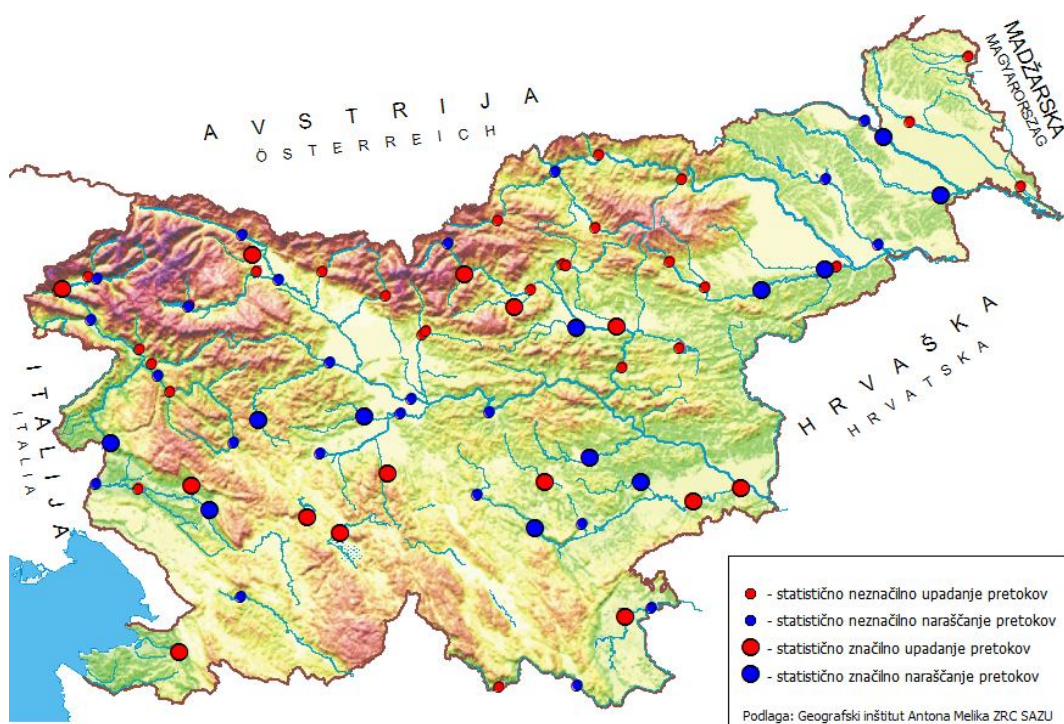 AVSTRIJA
ÖSTERREICH
MADŽARSKA
MAGYARORSZAG
ITALIJA
ITALIA
HRVAŠKA
HRVATSKA
- statistično neznačilno upadanje pretokov
- statistično neznačilno naraščanje pretokov
- statistično značilno upadanje pretokov
- statistično značilno naraščanje pretokov
Podlaga: Geografski inštitut Antona Melika ZRC SAZU